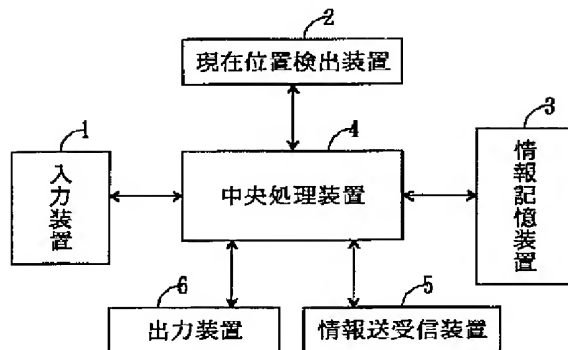 2
現在位置検出装置
1
入力装置
4
中央処理装置
3
情報記憶装置
6
出力装置
5
情報送受信装置